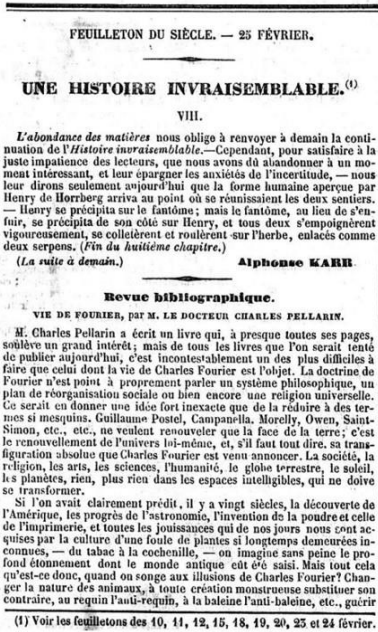 FEUILLETON DU SIÈCLE. — 25 FÉVRIER.
UNE HISTOIRE INVRAISEMBLABLE.(1)
VIII.
L'abondance des matières nous oblige à renvoyer à demain la conti-
nuation de l'Histoire invraisemblable.—Cependant, pour satisfaire à la
juste impatience des lecteurs, que nous avons dû abandonner à un mo-
ment intéressant, et leur épargner les anxiétés de l'incertitude, — nous
leur dirons seulement aujourd'hui que la forme humaine aperçue par
Henry de Horrberg arriva au point où se réunissaient les deux sentiers.
— Henry se précipita sur le fantôme; mais le fantôme, au lieu de s'en-
fuir, se précipita de son côté sur Henry, et tous deux s'empoignèrent
vigoureusement, se colletèrent et roulèrent sur l'herbe, enlacés comme
deux serpens. (Fin du huitième chapitre.)
(La suite à demain.) Alphonse KARR.
Revue bibliographique.
VIE DE FOURIER, PAR M. LE DOCTEUR CHARLES PELLARIN.
M. Charles Pellarin a écrit un livre qui, à presque toutes ses pages,
soulève un grand intérêt; mais de tous les livres que l'on serait tenté
de publier aujourd'hui, c'est incontestablement un des plus difficiles à
faire que celui dont la vie de Charles Fourier est l'objet. La doctrine de
Fourier n'est point à proprement parler un système philosophique, un
plan de réorganisation sociale ou bien encore une religion universelle.
Ce serait en donner une idée fort inexacte que de la réduire à des ter-
mes si mesquins. Guillaume Postel, Campanella, Morelly, Owen, Saint-
Simon, etc., etc., ne veulent renouveler que la face de la terre; c'est
le renouvellement de l'univers lui-même, et, s'il faut tout dire, sa trans-
figuration absolue que Charles Fourier est venu annoncer. La société, la
religion, les arts, les sciences, l'humanité, le globe terrestre, le soleil,
les planètes, rien, plus rien dans les espaces intelligibles, qui ne doive
se transformer.
Si l'on avait clairement prédit, il y a vingt siècles, la découverte de
l'Amérique, les progrès de l'astronomie, l'invention de la poudre et celle
de l'imprimerie, et toutes les jouissances qui de nos jours nous sont ac-
quises par la culture d'une foule de plantes si longtemps demeurées in-
connues, — du tabac à la cochenille, — on imagine sans peine le pro-
fond étonnement dont le monde antique eût été saisi. Mais tout cela
qu'est-ce donc, quand on songe aux illusions de Charles Fourier? Chan-
ger la nature des animaux, à toute création monstrueuse substituer son
contraire, au requin l'anti-requin, à la baleine l'anti-baleine, etc., guérir
(1) Voir les feuilletons des 10, 11, 12, 15, 18, 19, 20, 23 et 24 février.